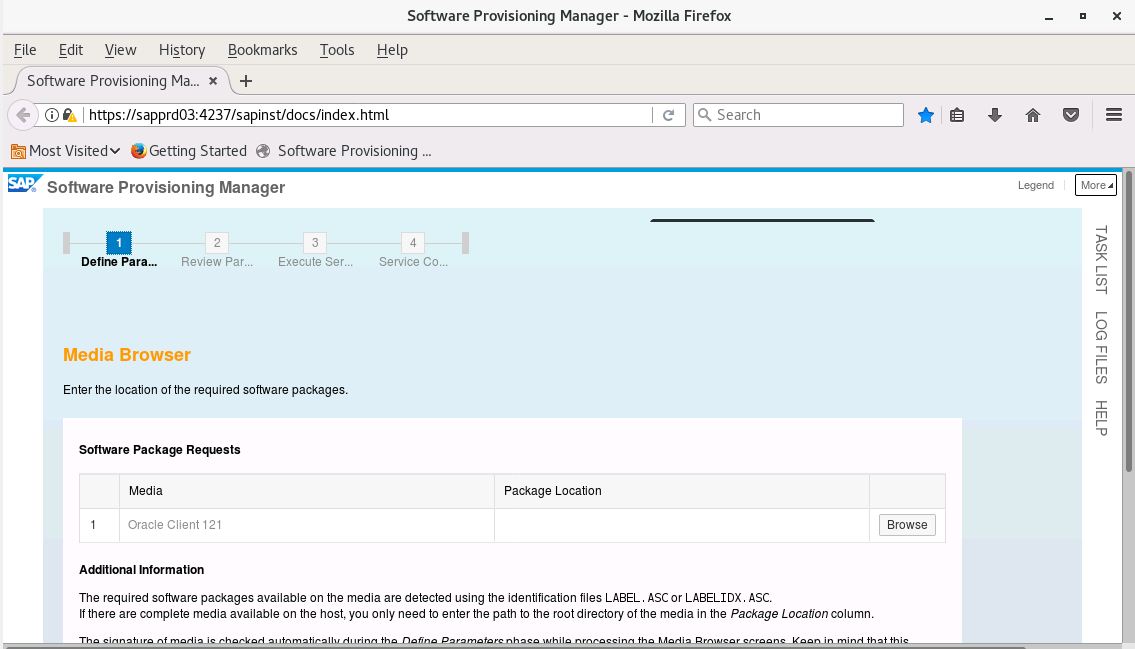 Software Provisioning Manager - Mozilla Firefox
File Edit View History Bookmarks Tools Help
Software Provisioning Ma...
https://sapprd03:4237/sapinst/docs/index.html Search
Most Visited Getting Started Software Provisioning ...
SAP Software Provisioning Manager Legend More
1 2 3 4
Define Para... Review Par... Execute Ser... Service Co...
TASK LIST
LOG FILES
HELP
Media Browser
Enter the location of the required software packages.
Software Package Requests
Media Package Location
1 Oracle Client 121 Browse
Additional Information
The required software packages available on the media are detected using the identification files LABEL.ASC or LABELIDX.ASC.
If there are complete media available on the host, you only need to enter the path to the root directory of the media in the Package Location column.
The signature of media is checked automatically during the Define Parameters phase while processing the Media Browser screens. Keep in mind that this